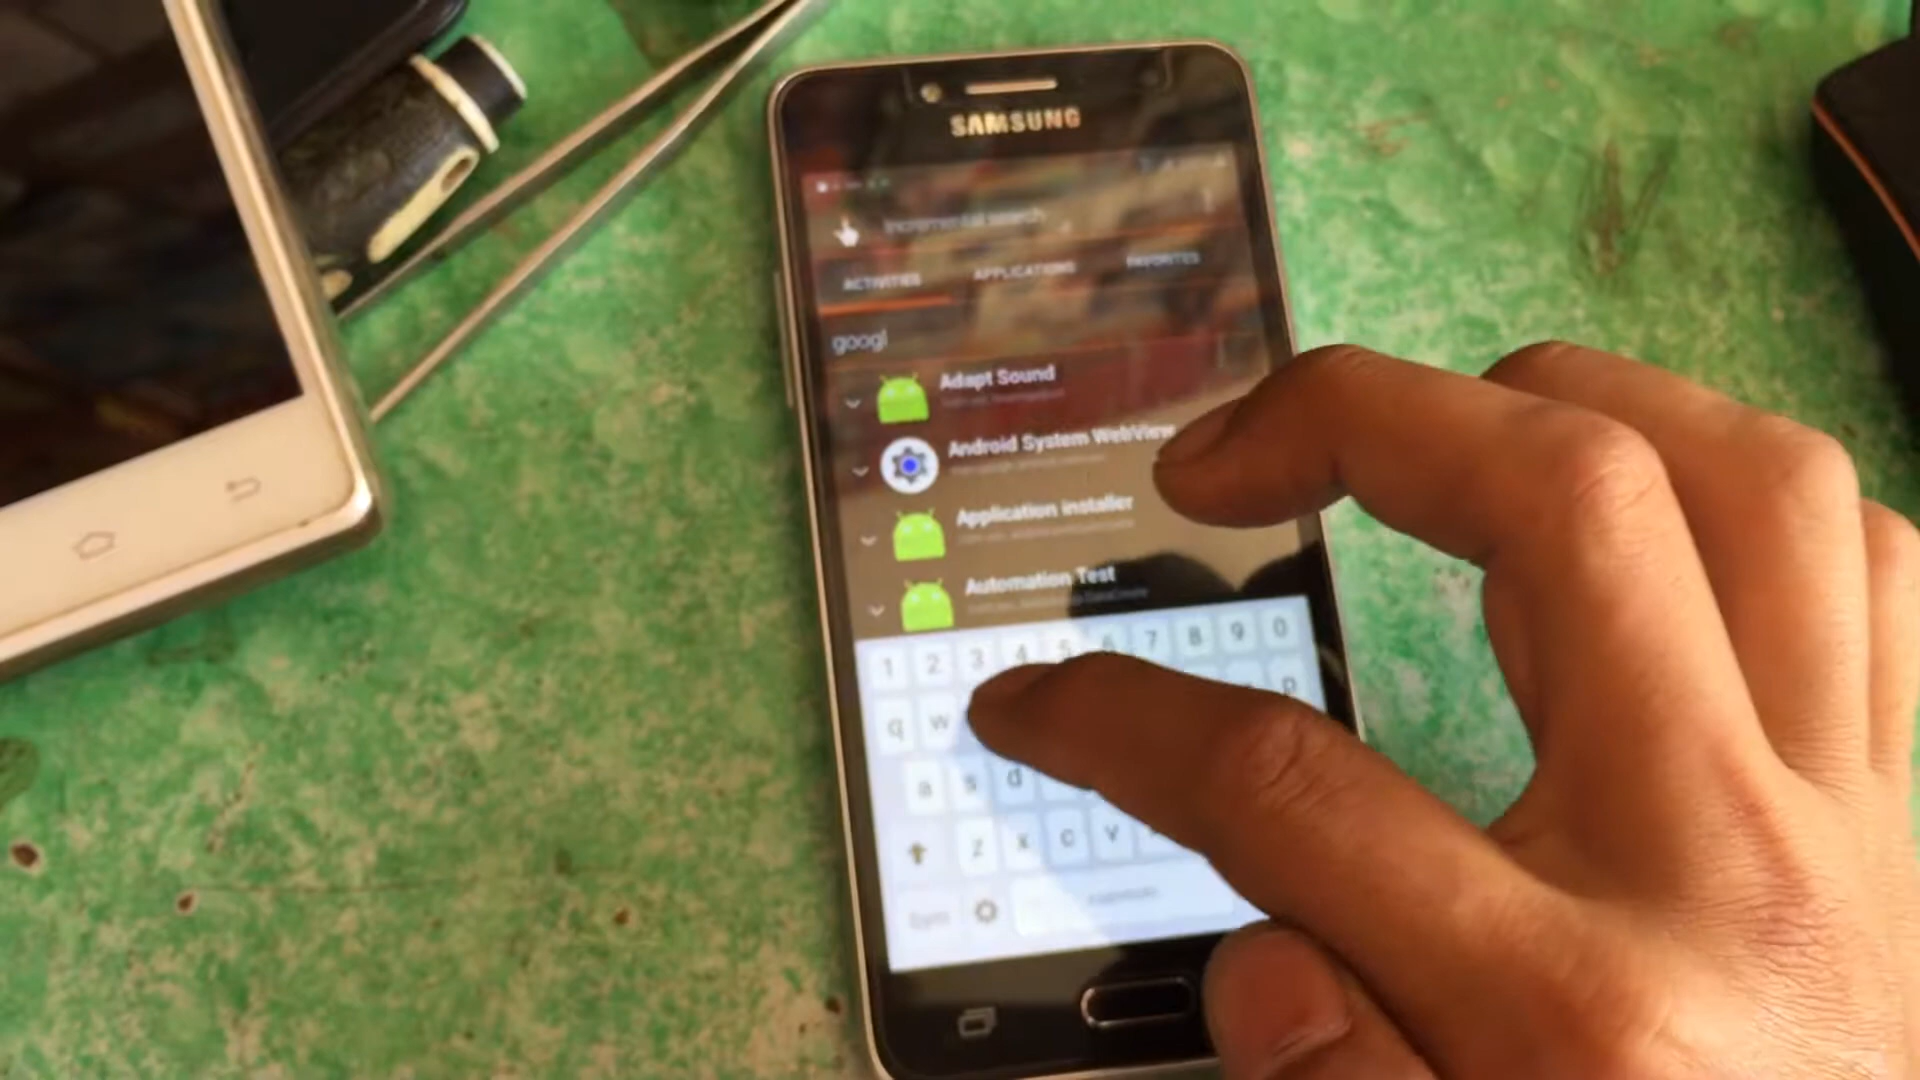 SAMSUNG
Incremental search
ACTIVITIES APPLICATIONS FAVORITES
googl
Adapt Sound
Android System WebView
Application installer
Automation Test
1 2 3 4 5 6 7 8 9 0
q w p
a s d
z x c v
Sym